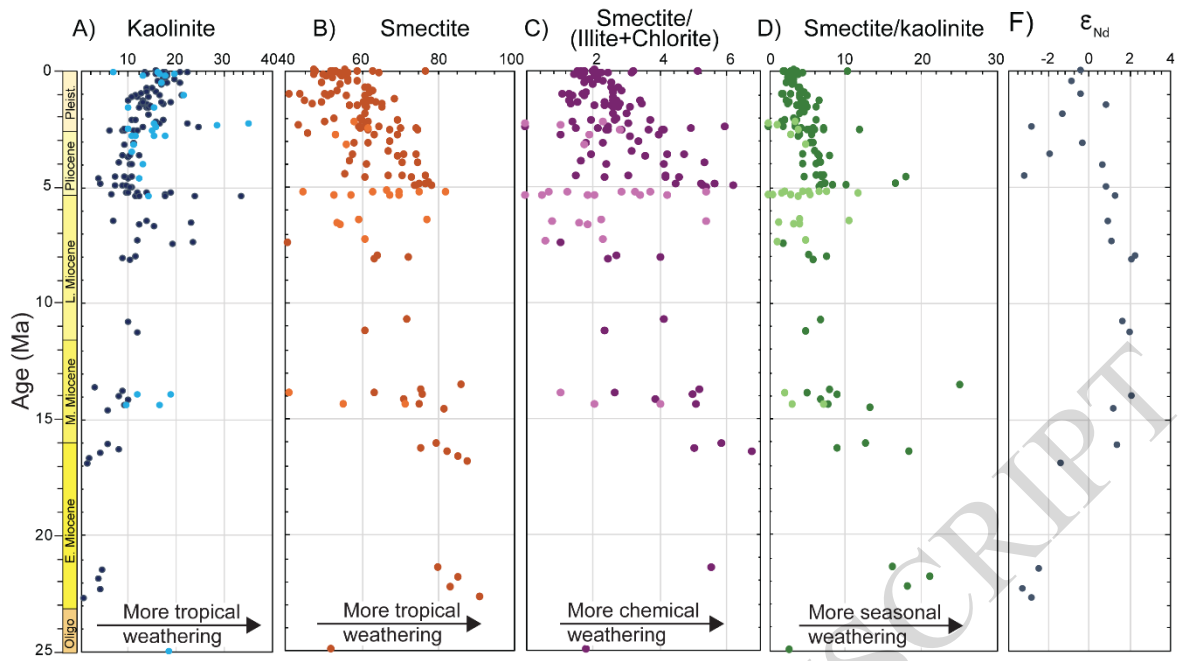 A) Kaolinite
B) Smectite
C) Smectite/
(Illite+Chlorite)
D) Smectite/kaolinite
F) εNd
10 20 30 40
40 60 80 100
2 4 6
0 10 20 30
-2 0 2 4
Age (Ma)
0
5
10
15
20
25
Pleist.
Pliocene
L. Miocene
M. Miocene
E. Miocene
Oligo
More tropical
weathering
More tropical
weathering
More chemical
weathering
More seasonal
weathering
SCRIPT